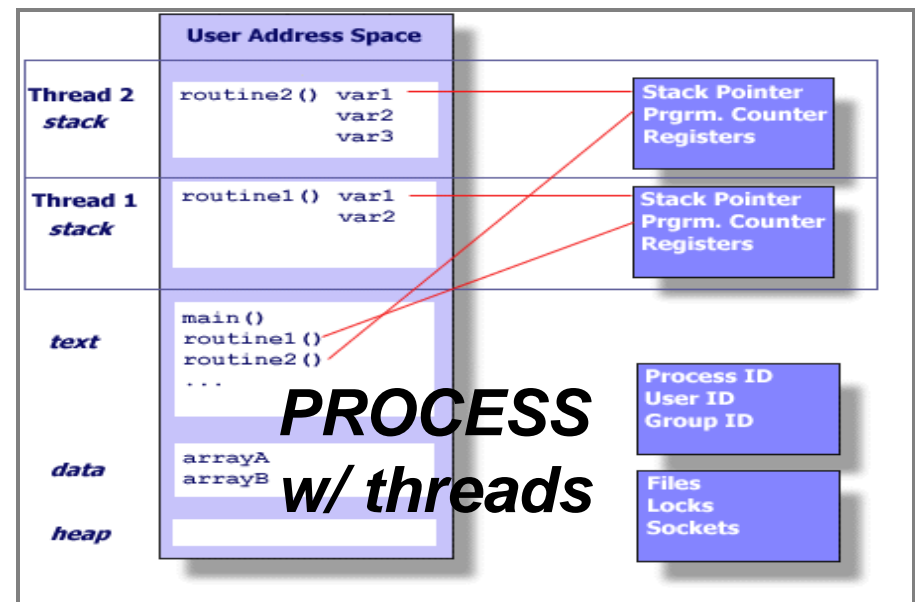 User Address Space
Thread 2
stack
routine2() var1
var2
var3
Stack Pointer
Prgrm. Counter
Registers
Thread 1
stack
routine1() var1
var2
Stack Pointer
Prgrm. Counter
Registers
text
main()
routine1()
routine2()
...
PROCESS
w/ threads
Process ID
User ID
Group ID
data
arrayA
arrayB
Files
Locks
Sockets
heap